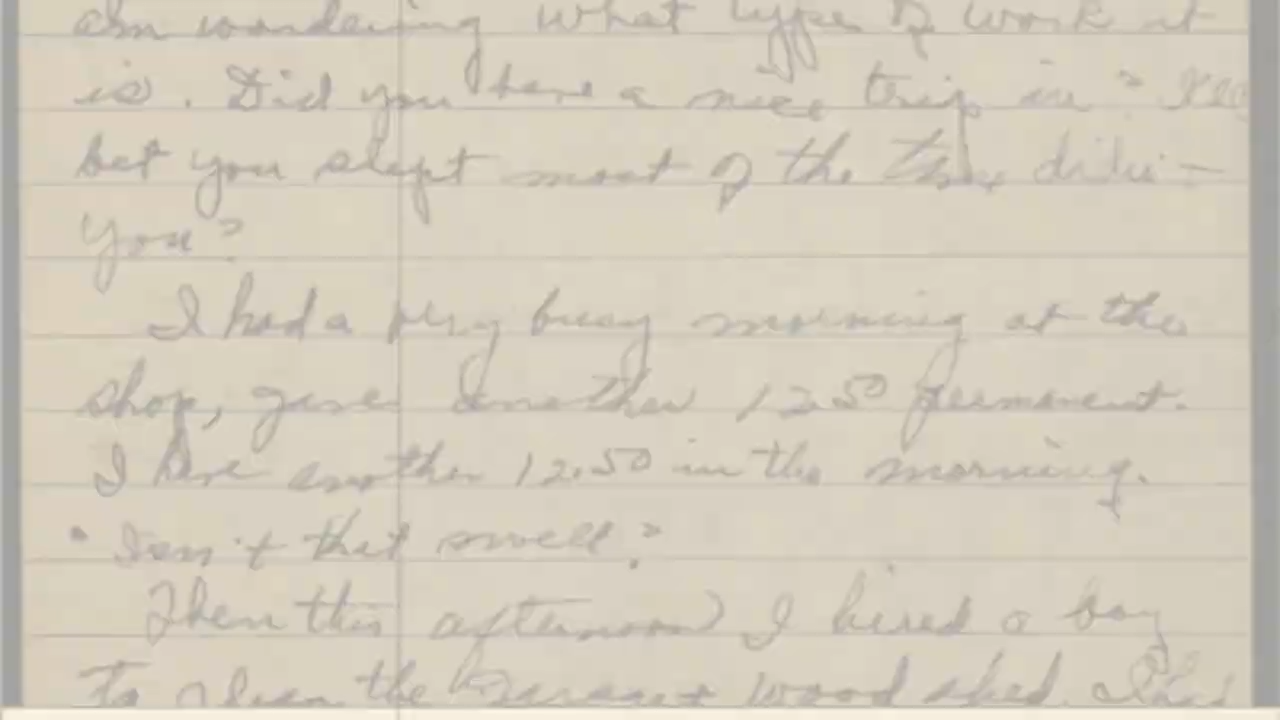 am wondering what type of work it
is. Did you have a nice trip in? I'll
bet you slept most of the time didn't
you?
I had a very busy morning at the
shop, gave another 12.50 permanent.
I have another 12.50 in the morning.
Isn't that swell?
Then this afternoon I hired a boy
to clean the wood shed.